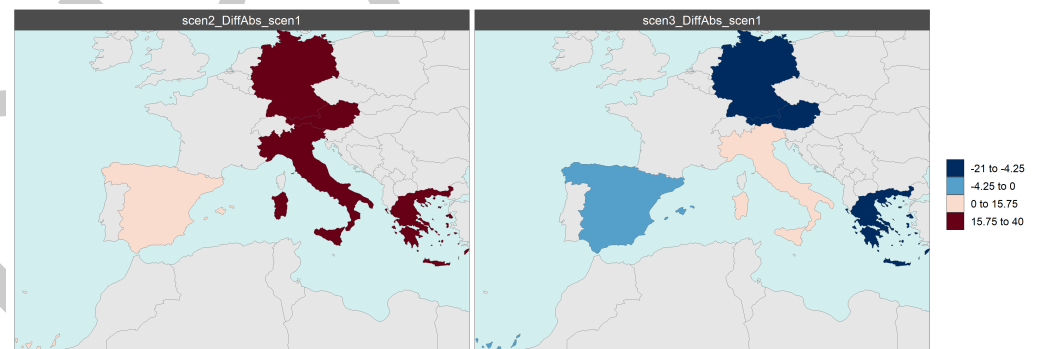 scen2_DiffAbs_scen1
scen3_DiffAbs_scen1
-21 to -4.25
-4.25 to 0
0 to 15.75
15.75 to 40